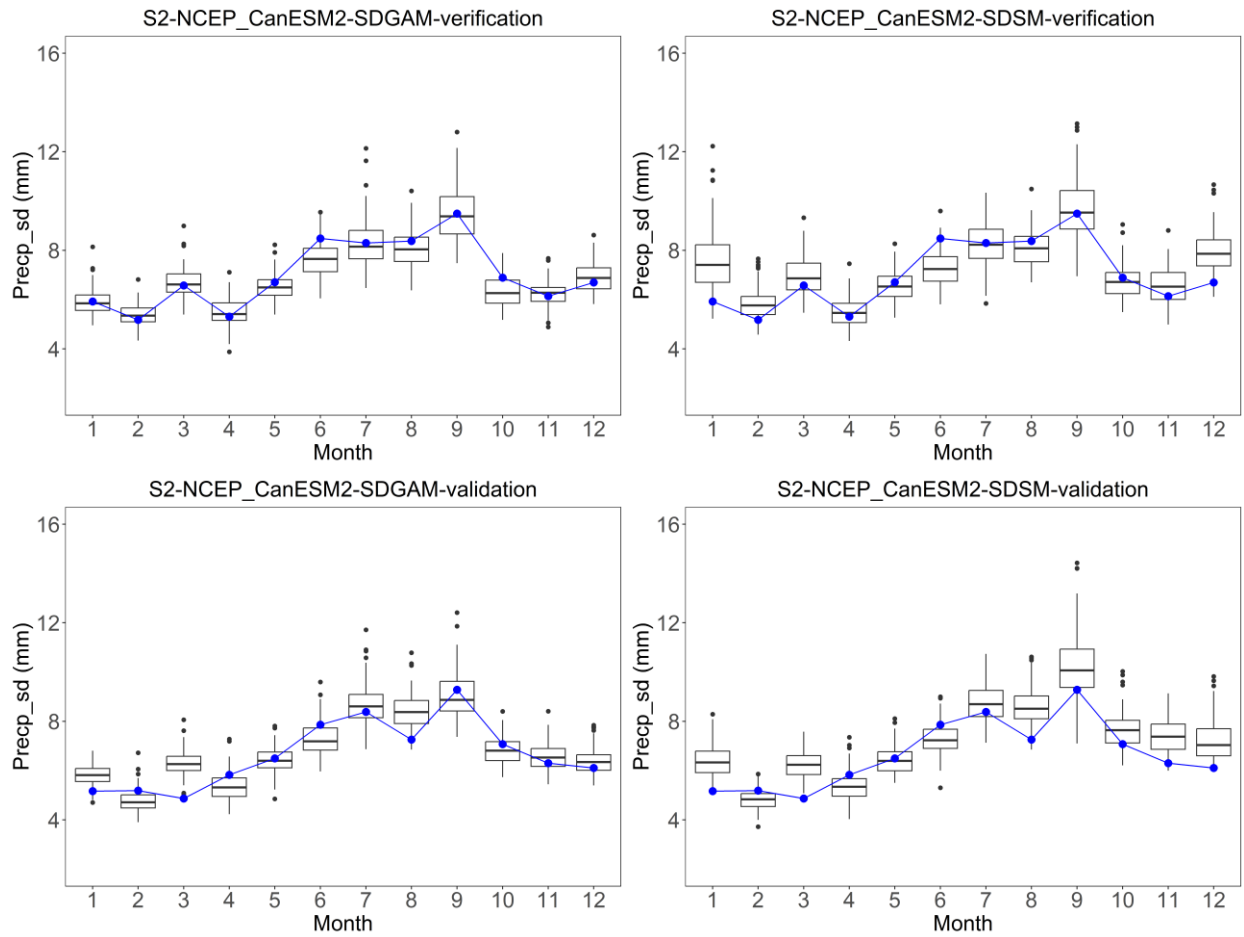 S2-NCEP_CanESM2-SDGAM-verification
Precp_sd (mm)
16
12
8
4
1 2 3 4 5 6 7 8 9 10 11 12
Month
S2-NCEP_CanESM2-SDSM-verification
Precp_sd (mm)
16
12
8
4
1 2 3 4 5 6 7 8 9 10 11 12
Month
S2-NCEP_CanESM2-SDGAM-validation
Precp_sd (mm)
16
12
8
4
1 2 3 4 5 6 7 8 9 10 11 12
Month
S2-NCEP_CanESM2-SDSM-validation
Precp_sd (mm)
16
12
8
4
1 2 3 4 5 6 7 8 9 10 11 12
Month